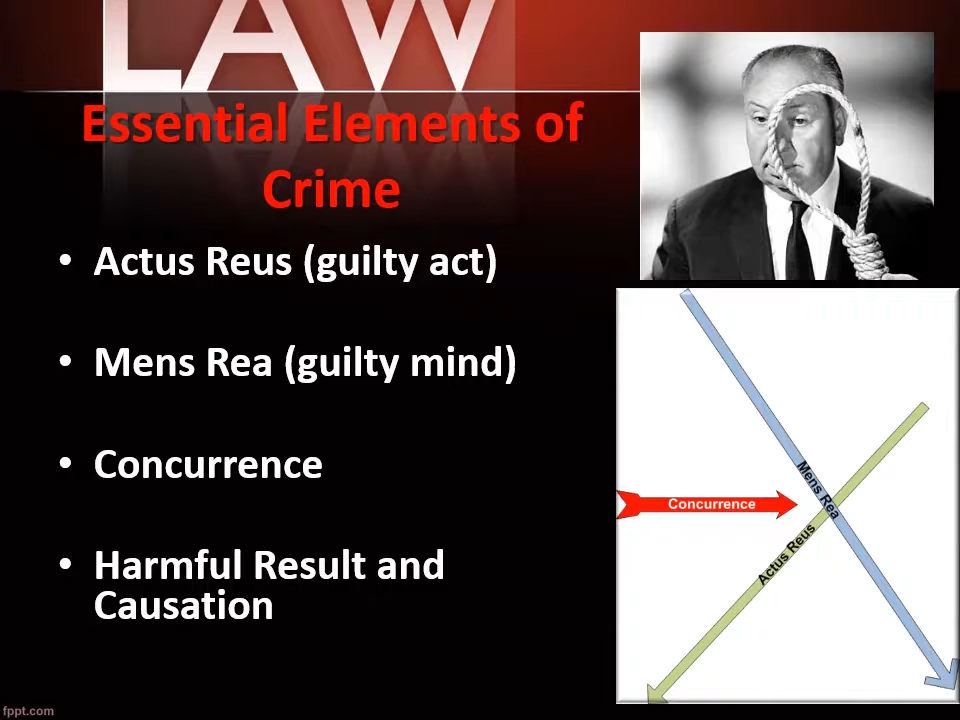 LAW
Essential Elements of
Crime
• Actus Reus (guilty act)
• Mens Rea (guilty mind)
• Concurrence
• Harmful Result and
Causation
Mens Rea
Concurrence
Actus Reus
fppt.com